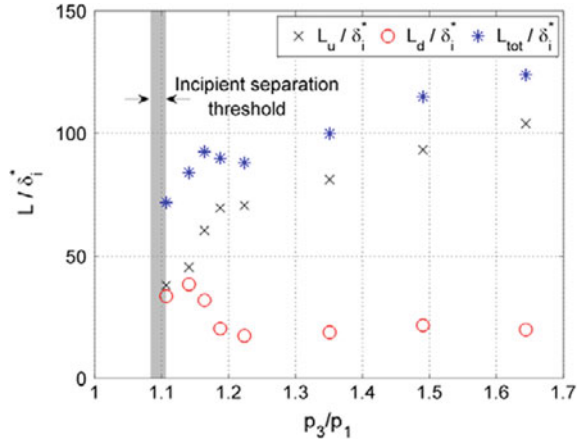 150
× L_u / δ_i^* ○ L_d / δ_i^* * L_tot / δ_i^*
Incipient separation
threshold
100
L / δ_i^*
50
0
1 1.1 1.2 1.3 1.4 1.5 1.6 1.7
p_3/p_1